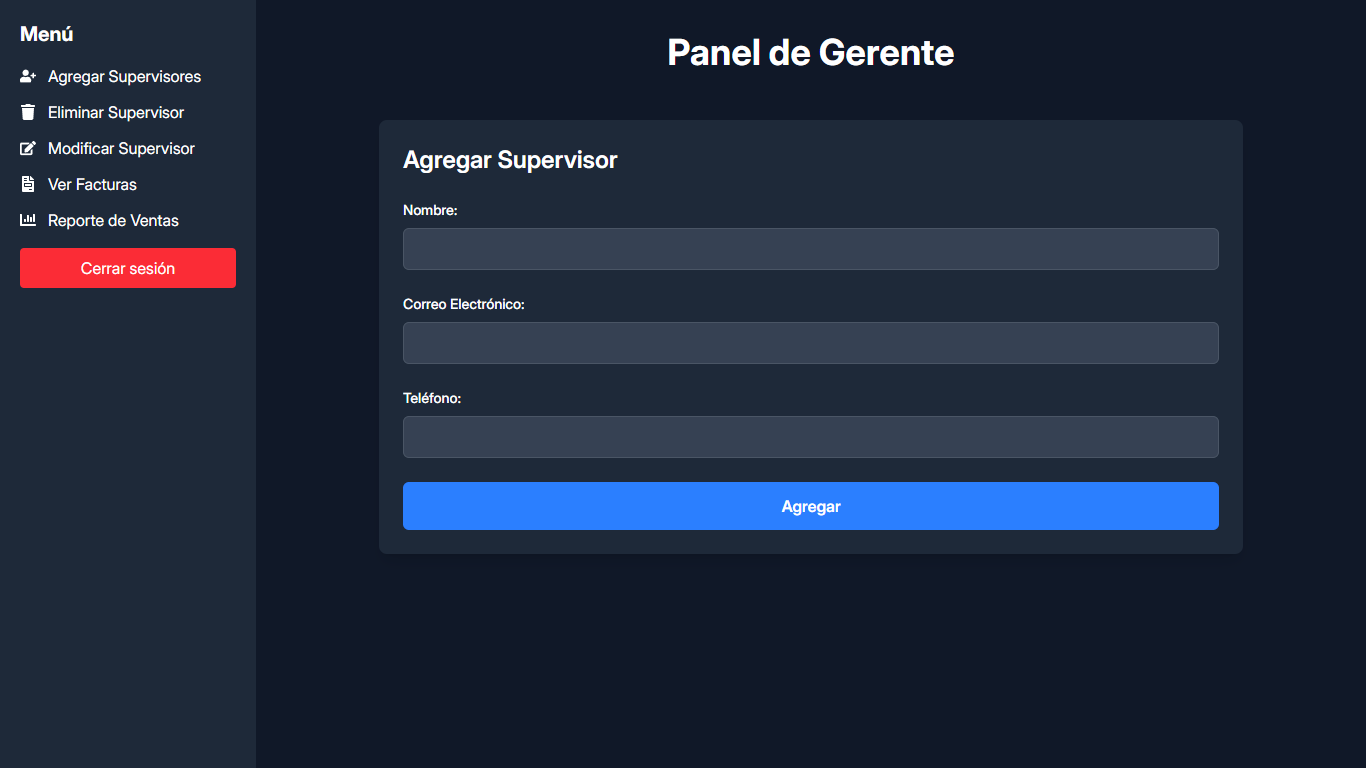 Menú
Agregar Supervisores
Eliminar Supervisor
Modificar Supervisor
Ver Facturas
Reporte de Ventas
Cerrar sesión
Panel de Gerente
Agregar Supervisor
Nombre:
Correo Electrónico:
Teléfono:
Agregar